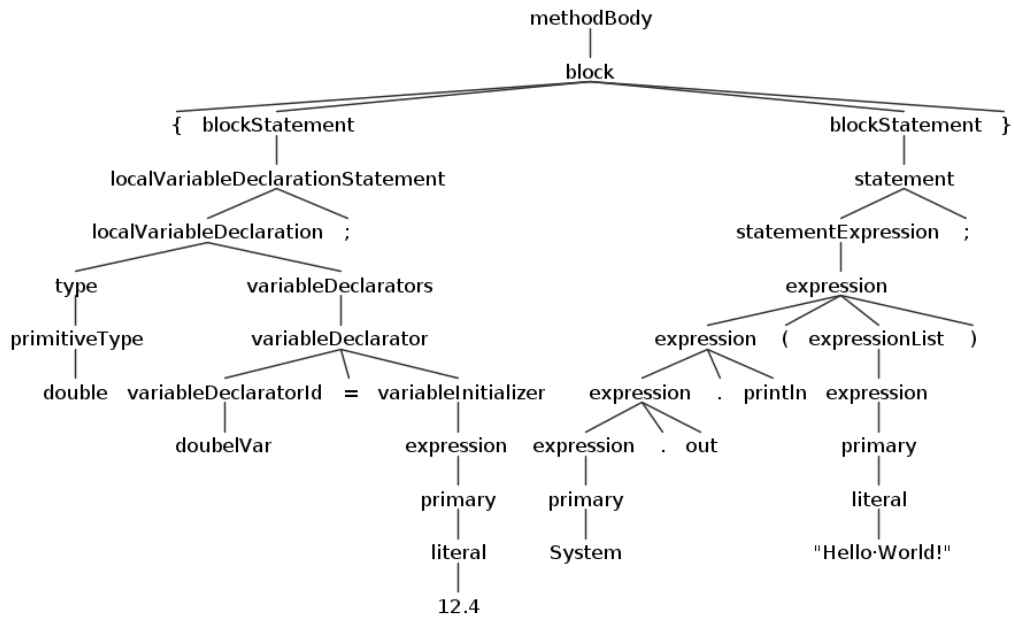 methodBody
block
{ blockStatement blockStatement }
localVariableDeclarationStatement statement
localVariableDeclaration ; statementExpression ;
type variableDeclarators expression
primitiveType variableDeclarator expression ( expressionList )
double variableDeclaratorId = variableInitializer expression . println expression
doubelVar expression expression . out primary
primary primary literal
literal System "Hello·World!"
12.4